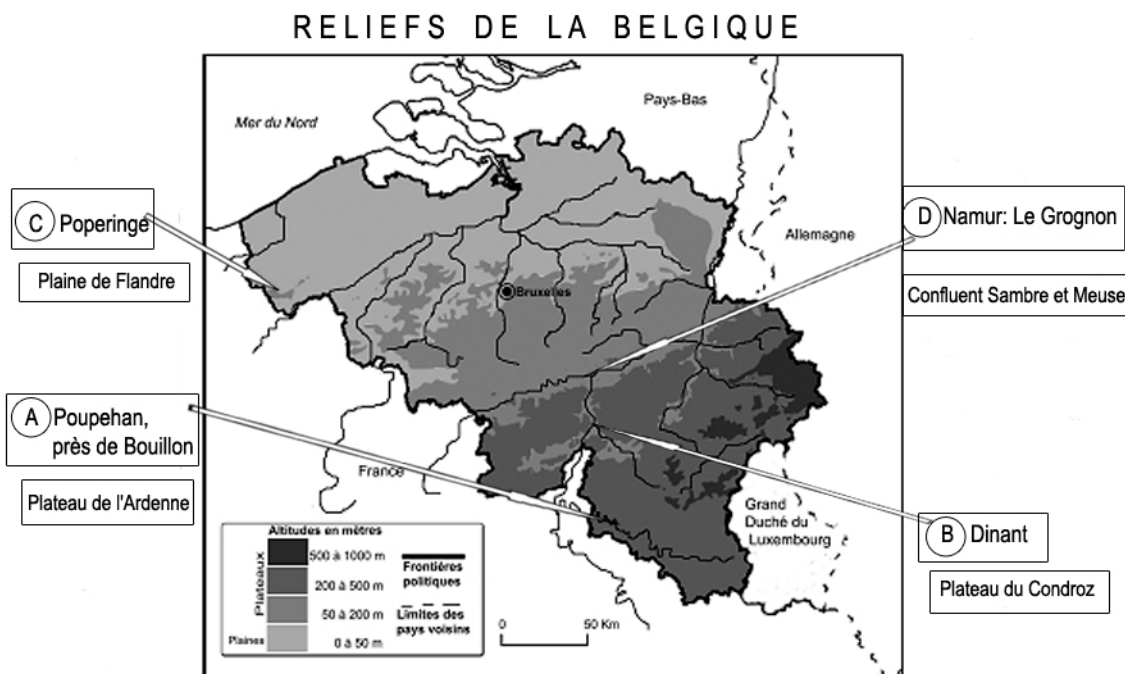 RELIEFS DE LA BELGIQUE
Mer du Nord
Pays-Bas
C Poperinge
Plaine de Flandre
D Namur: Le Grognon
Allemagne
Confluent Sambre et Meuse
Bruxelles
A Poupehan,
près de Bouillon
Plateau de l'Ardenne
France
Grand
Duché du
Luxembourg
B Dinant
Plateau du Condroz
Altitudes en mètres
Plateaux
500 à 1000 m
200 à 500 m
50 à 200 m
Plaines
0 à 50 m
Frontières
politiques
Limites des
pays voisins
0 50 Km